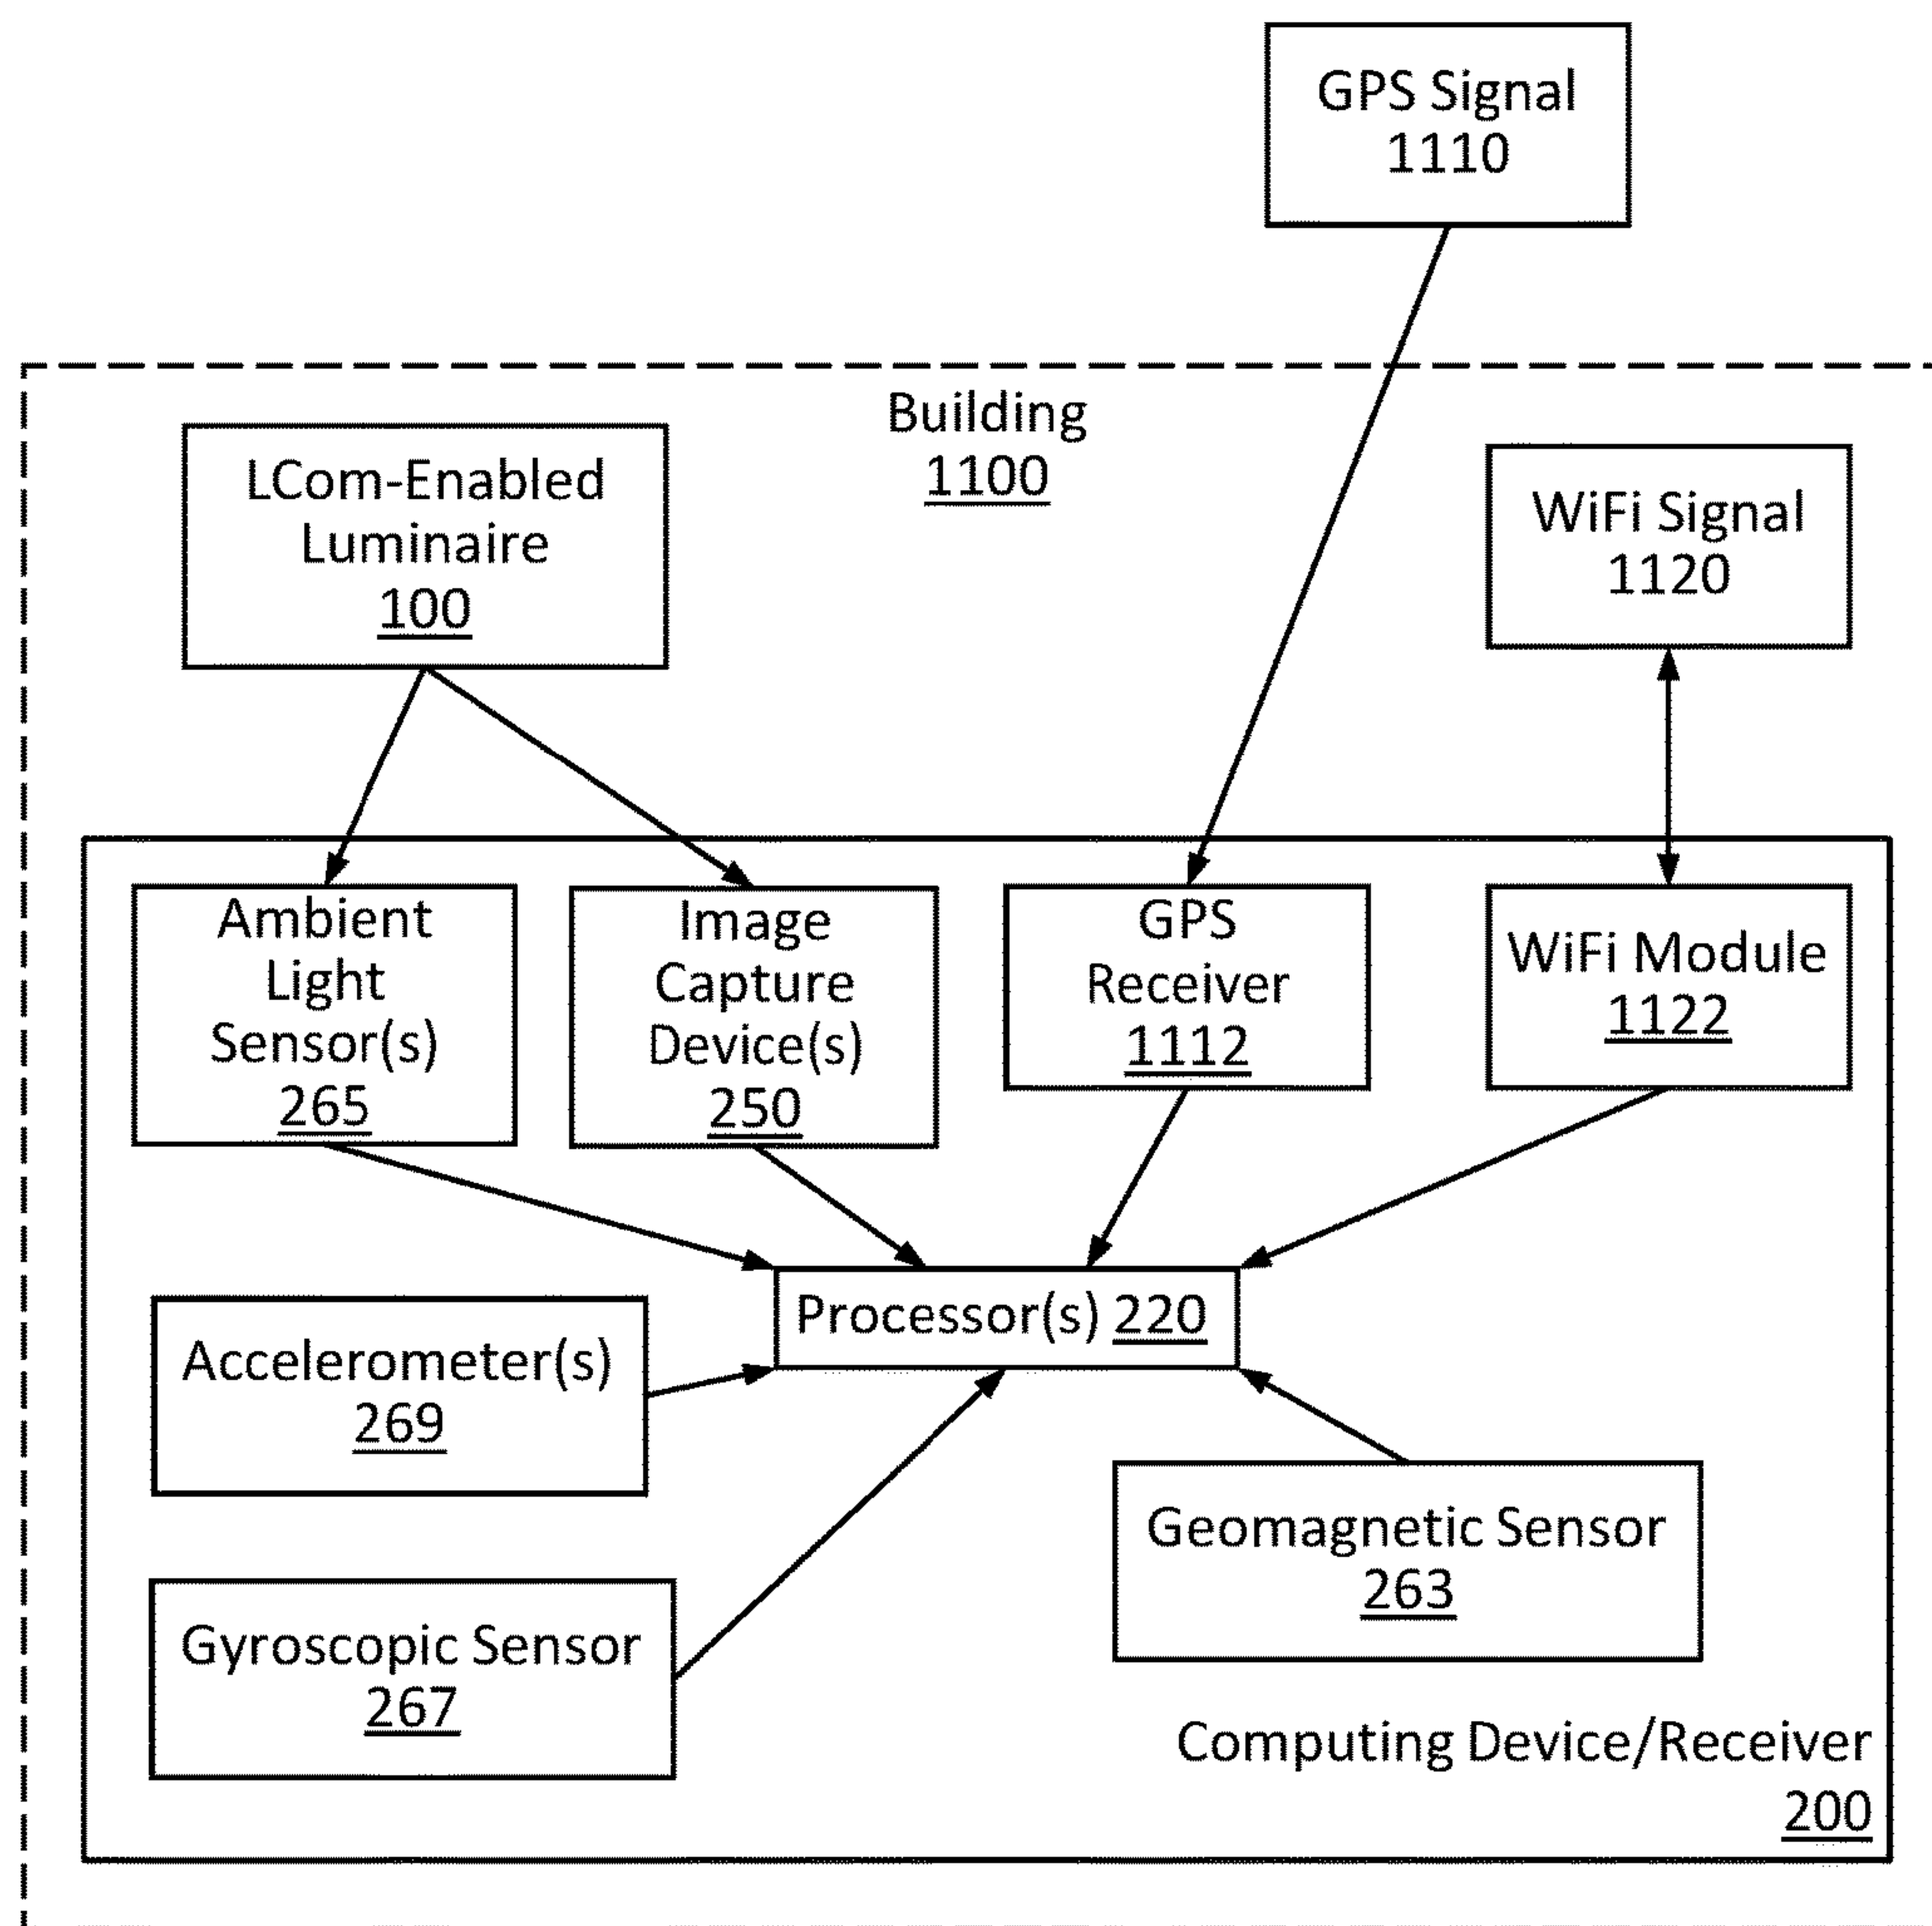 GPS Signal
1110
Building
1100
LCom-Enabled
Luminaire
100
WiFi Signal
1120
Ambient
Light
Sensor(s)
265
Image
Capture
Device(s)
250
GPS
Receiver
1112
WiFi Module
1122
Processor(s) 220
Accelerometer(s)
269
Geomagnetic Sensor
263
Gyroscopic Sensor
267
Computing Device/Receiver
200